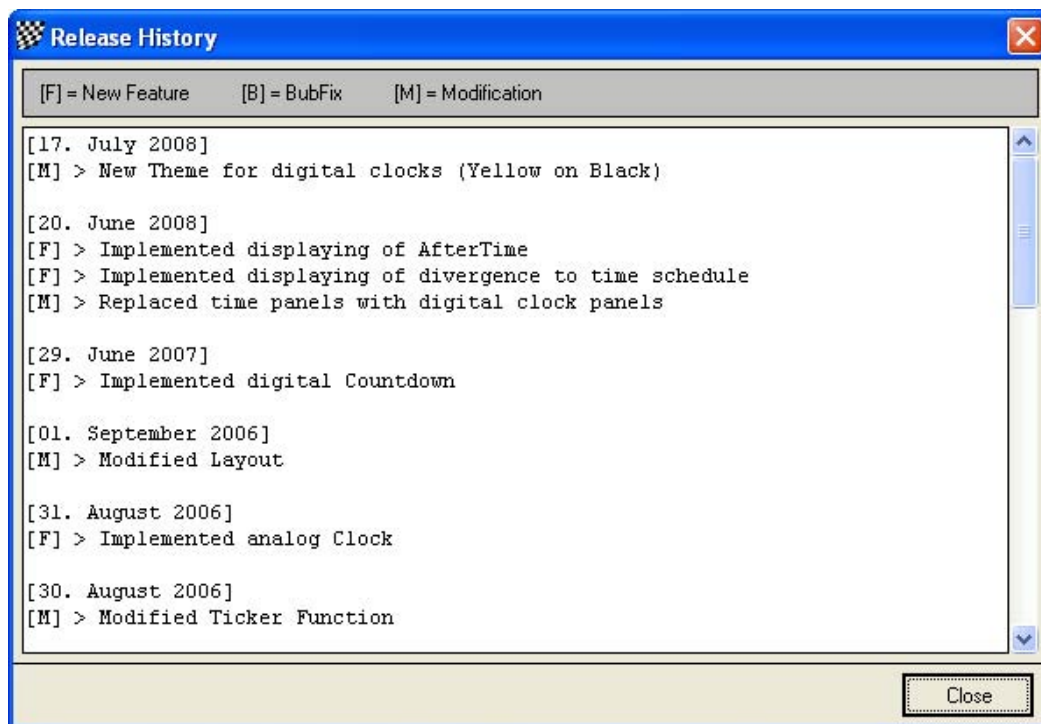 Release History
[F] = New Feature [B] = BubFix [M] = Modification
[17. July 2008]
[M] > New Theme for digital clocks (Yellow on Black)
[20. June 2008]
[F] > Implemented displaying of AfterTime
[F] > Implemented displaying of divergence to time schedule
[M] > Replaced time panels with digital clock panels
[29. June 2007]
[F] > Implemented digital Countdown
[01. September 2006]
[M] > Modified Layout
[31. August 2006]
[F] > Implemented analog Clock
[30. August 2006]
[M] > Modified Ticker Function
Close